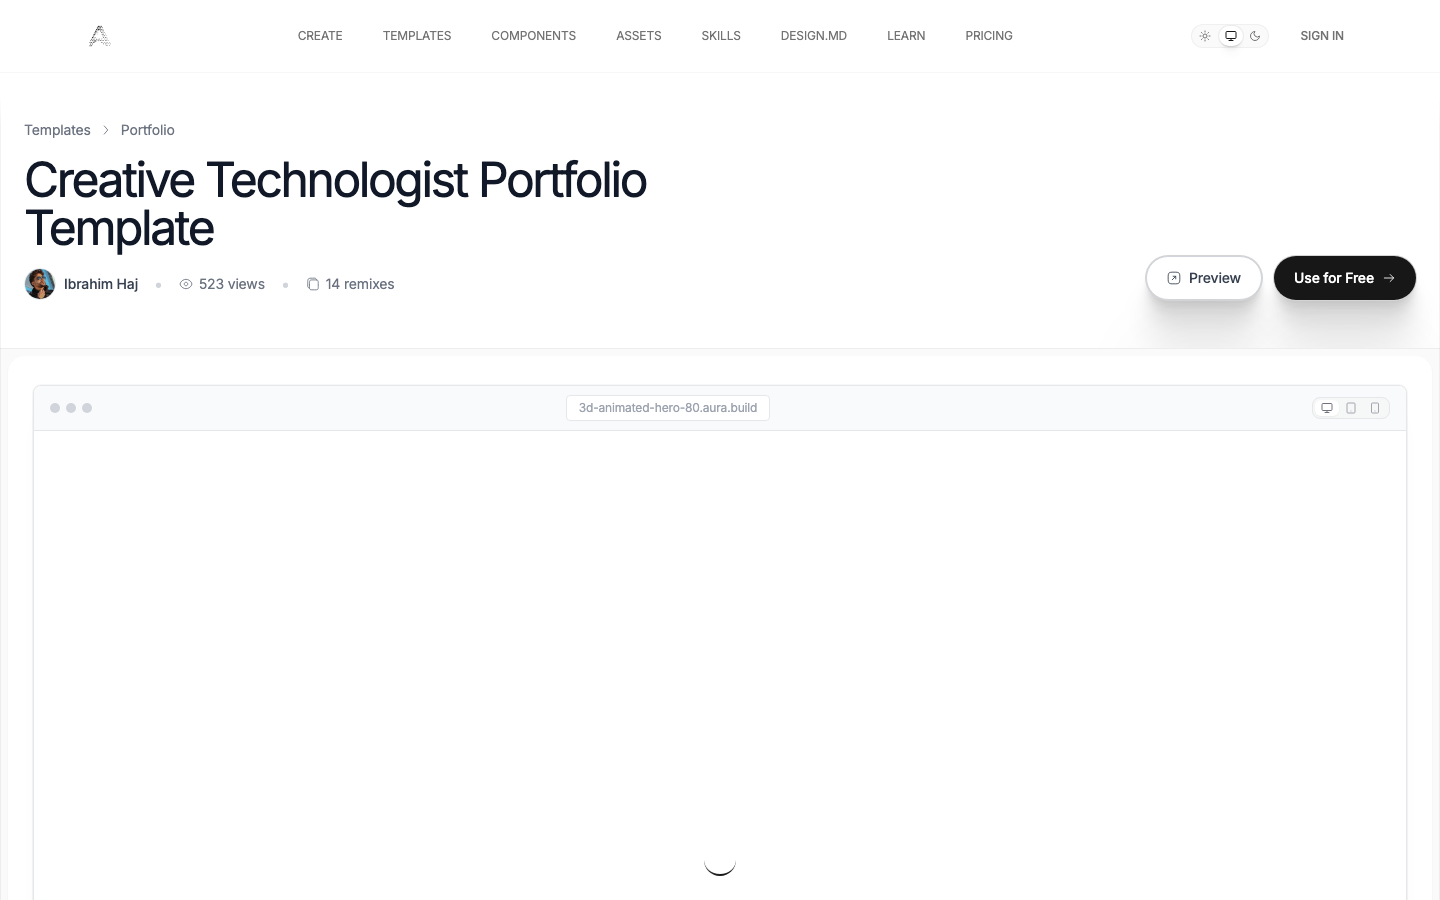 CREATE
TEMPLATES
COMPONENTS
ASSETS
SKILLS
DESIGN.MD
LEARN
PRICING
SIGN IN
Templates
Portfolio
Creative Technologist Portfolio
Template
Ibrahim Haj
523 views
14 remixes
Preview
Use for Free
3d-animated-hero-80.aura.build